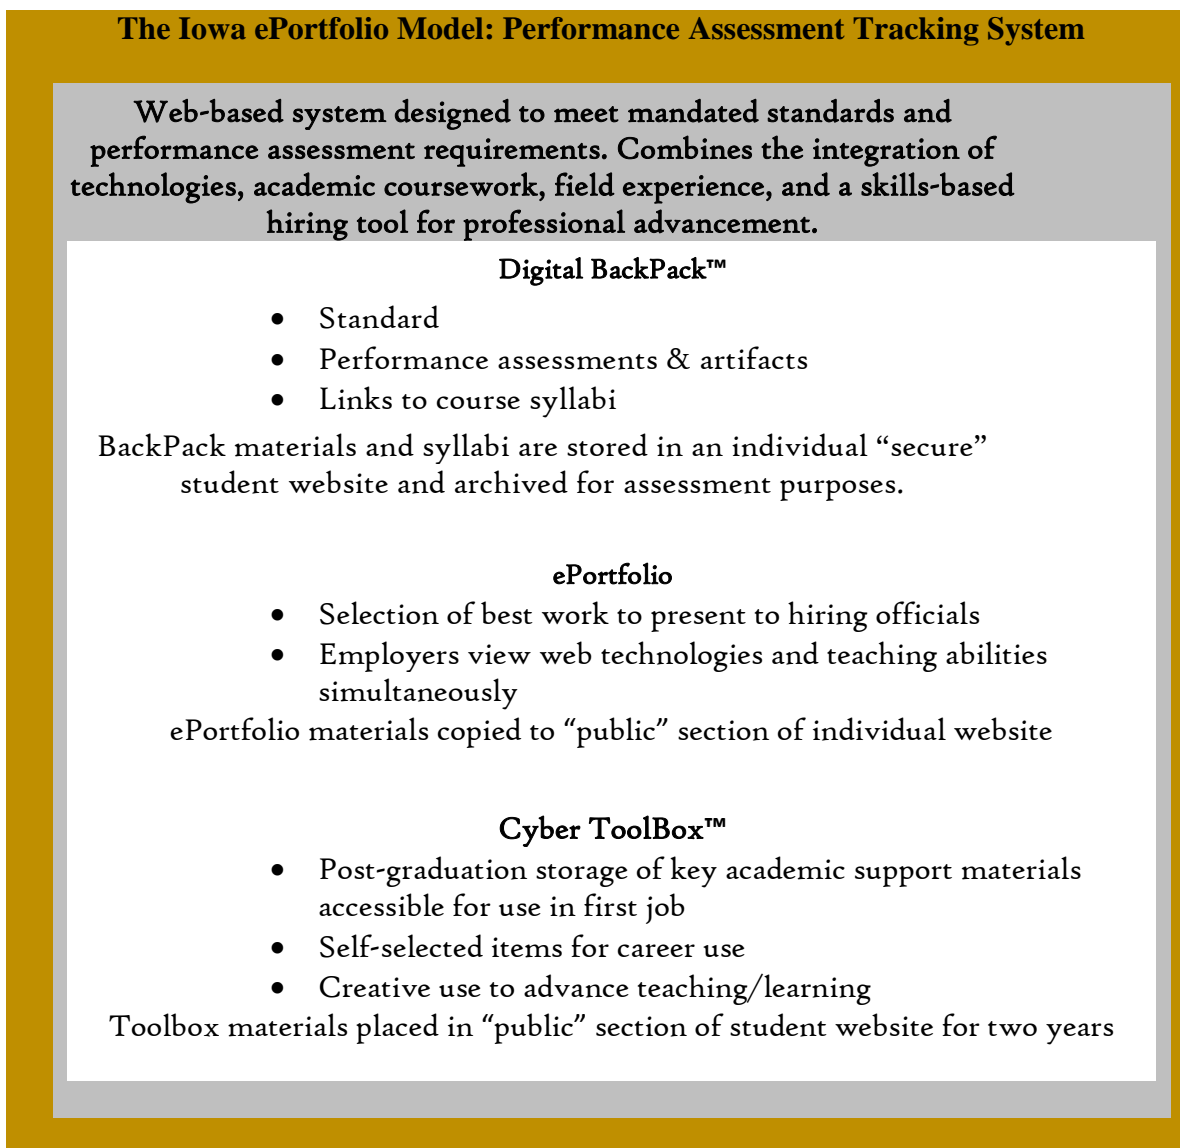 The Iowa ePortfolio Model: Performance Assessment Tracking System
Web-based system designed to meet mandated standards and
performance assessment requirements. Combines the integration of
technologies, academic coursework, field experience, and a skills-based
hiring tool for professional advancement.
Digital BackPack™
• Standard
• Performance assessments & artifacts
• Links to course syllabi
BackPack materials and syllabi are stored in an individual “secure”
student website and archived for assessment purposes.
ePortfolio
• Selection of best work to present to hiring officials
• Employers view web technologies and teaching abilities
simultaneously
ePortfolio materials copied to “public” section of individual website
Cyber ToolBox™
• Post-graduation storage of key academic support materials
accessible for use in first job
• Self-selected items for career use
• Creative use to advance teaching/learning
Toolbox materials placed in “public” section of student website for two years